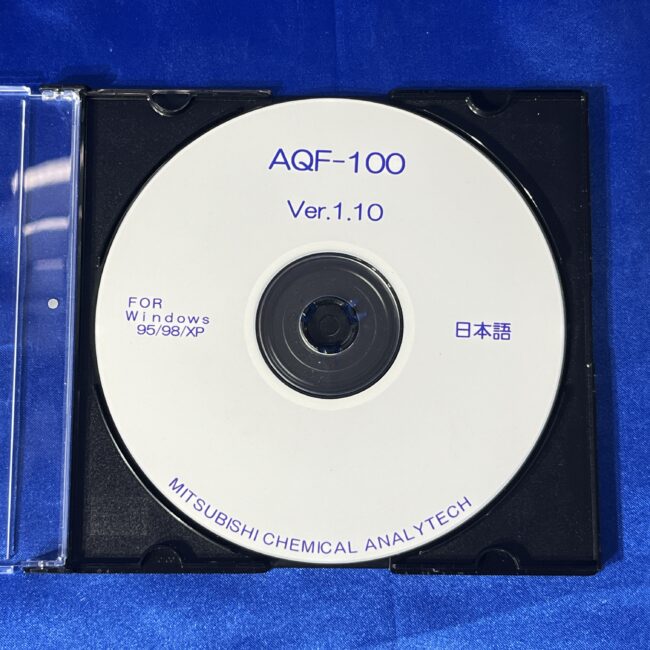 AQF-100
Ver.1.10
FOR
Windows
95/98/XP
日本語
MITSUBISHI CHEMICAL ANALYTECH